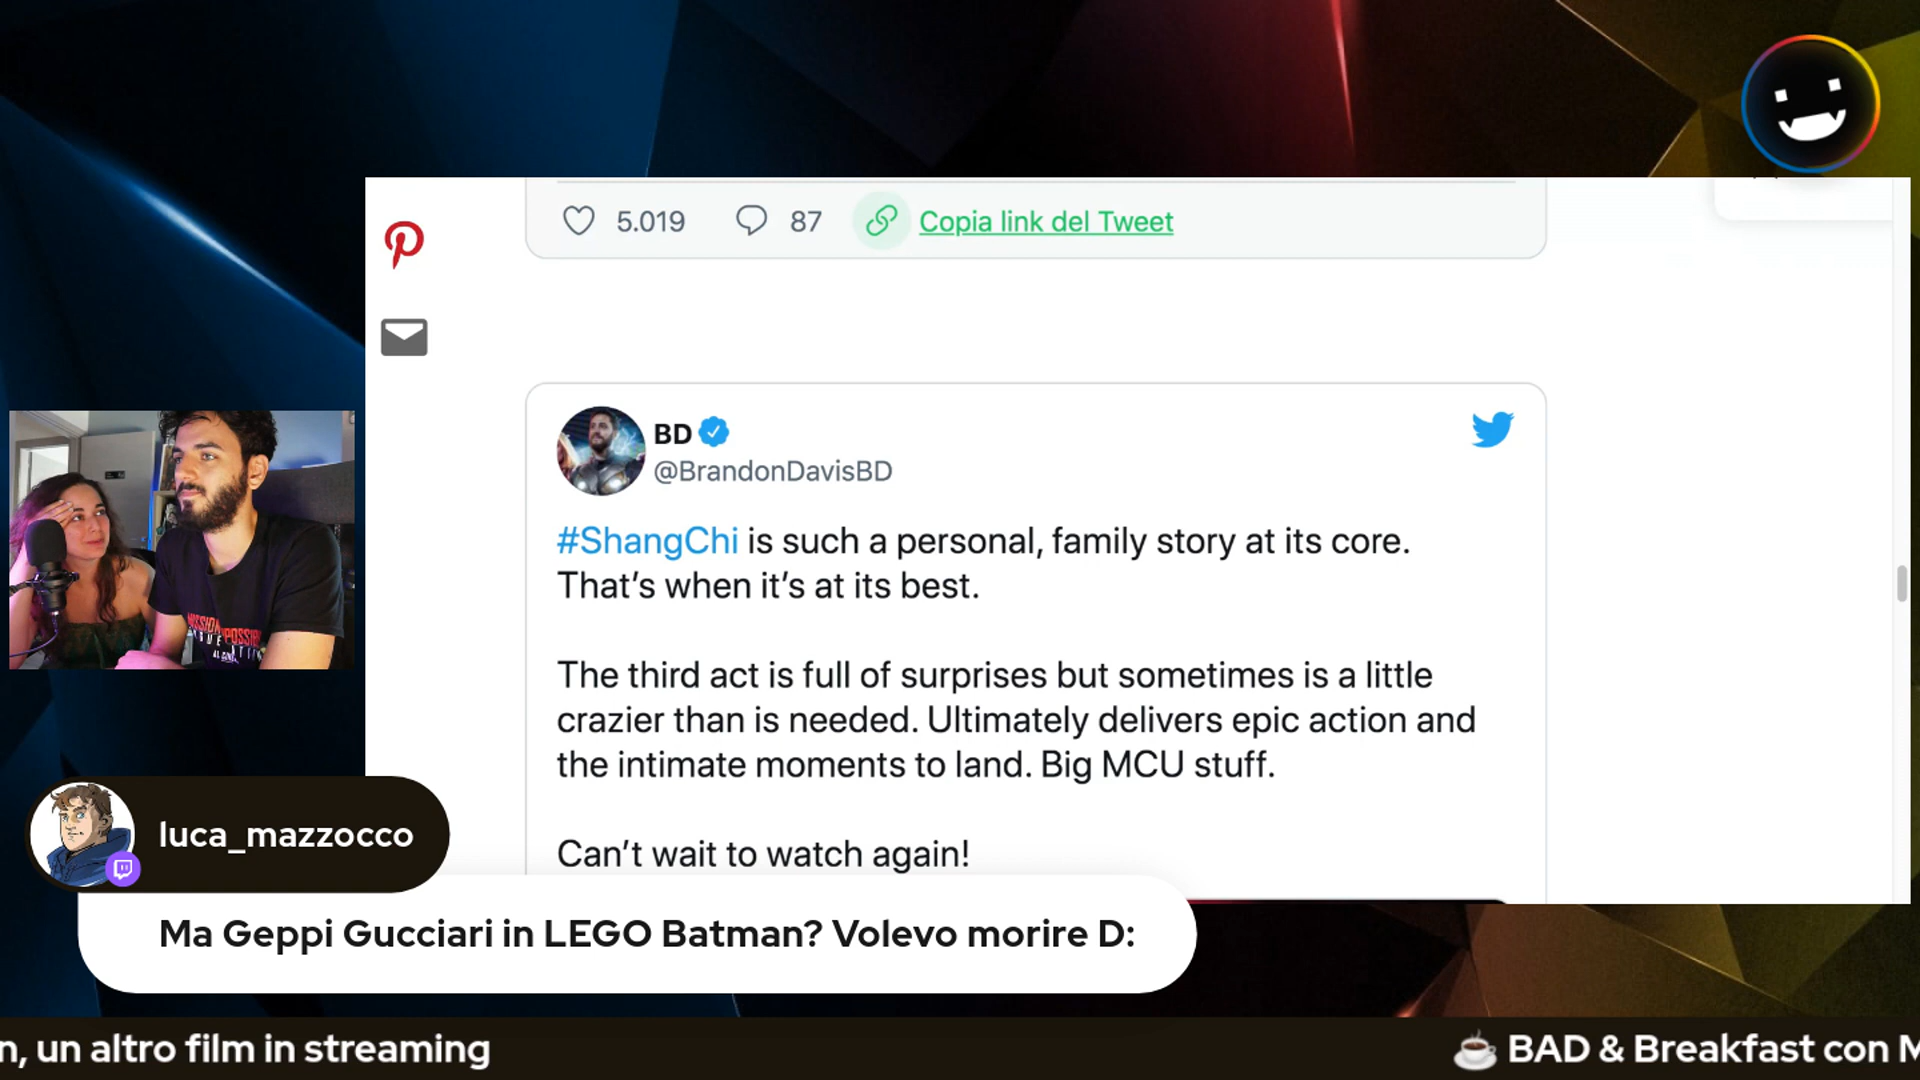 5.019 87 Copia link del Tweet
BD
@BrandonDavisBD
#ShangChi is such a personal, family story at its core.
That’s when it’s at its best.
The third act is full of surprises but sometimes is a little
crazier than is needed. Ultimately delivers epic action and
the intimate moments to land. Big MCU stuff.
Can’t wait to watch again!
MISSION
luca_mazzocco
Ma Geppi Gucciari in LEGO Batman? Volevo morire D:
n, un altro film in streaming
☕ BAD & Breakfast con M